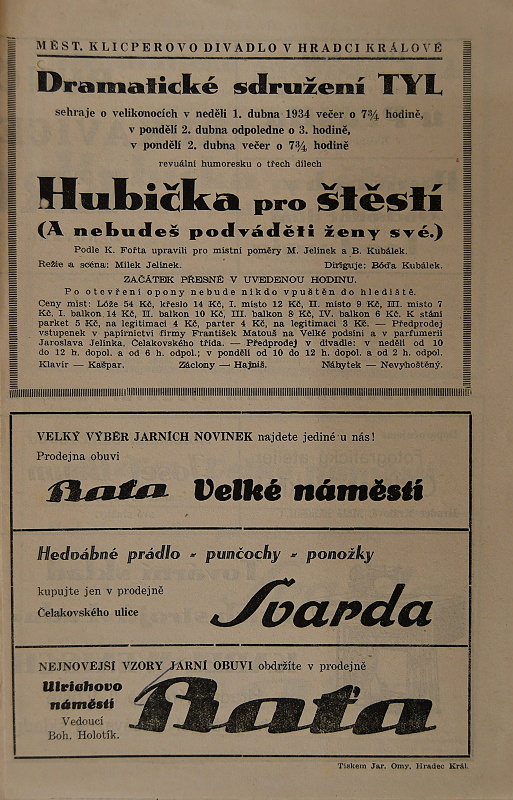 MĚST. KLICPEROVO DIVADLO V HRADCI KRÁLOVÉ
Dramatické sdružení TYL
sehraje o velikonocích v neděli 1. dubna 1934 večer o 7¾ hodině,
v pondělí 2. dubna odpoledne o 3. hodině,
v pondělí 2. dubna večer o 7¾ hodině
revuální humoresku o třech dílech
Hubička pro štěstí
(A nebudeš podváděti ženy své.)
Podle K. Fořta upravili pro místní poměry M. Jelínek a B. Kubálek.
Režie a scéna: Milek Jelínek. Diriguje: Bóďa Kubálek.
ZAČÁTEK PŘESNĚ V UVEDENOU HODINU.
Po otevření opony nebude nikdo vpuštěn do hlediště.
Ceny míst: Lóže 54 Kč, křeslo 14 Kč, I. místo 12 Kč, II. místo 9 Kč, III. místo 7
Kč, I. balkon 14 Kč, II. balkon 10 Kč, III. balkon 8 Kč, IV. balkon 6 Kč. K stání
parket 5 Kč, na legitimaci 4 Kč, parter 4 Kč, na legitimaci 3 Kč. — Předprodej
vstupenek v papírnictví firmy František Matouš na Velké podsíni a v parfumerii
Jaroslava Jelínka, Čelakovského třída. — Předprodej v divadle: v neděli od 10
do 12 h. dopol. a od 6 h. odpol.; v pondělí od 10 do 12 h. dopol. a od 2 h. odpol.
Klavír — Kašpar. Záclony — Hajniš. Nábytek — Nevyhoštěný.
VELKÝ VÝBĚR JARNÍCH NOVINEK najdete jedině u nás!
Prodejna obuvi
Baťa Velké náměstí
Hedvábné prádlo - punčochy - ponožky
kupujte jen v prodejně
Čelakovského ulice
Švarda
NEJNOVĚJŠÍ VZORY JARNÍ OBUVI obdržíte v prodejně
Ulrichovo
náměstí
Vedoucí
Boh. Holotík.
Baťa
Tiskem Jar. Omy, Hradec Král.